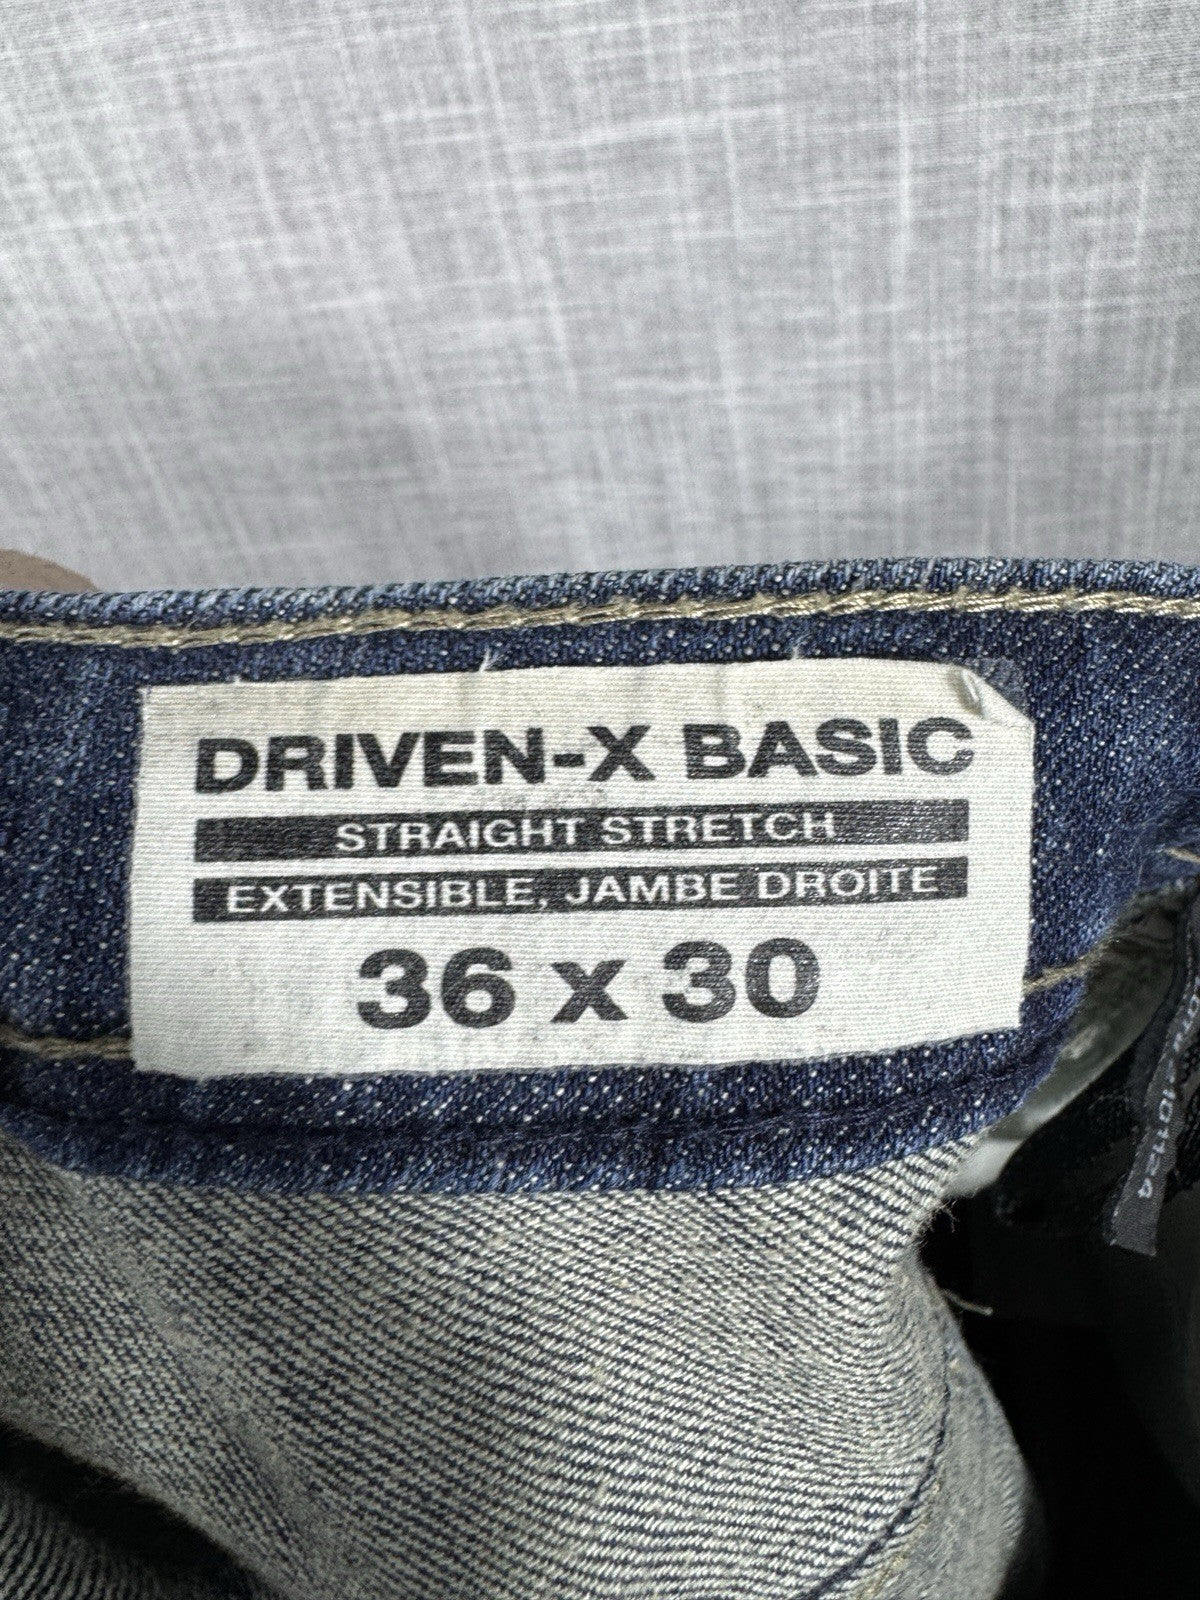 DRIVEN-X BASIC
STRAIGHT STRETCH
EXTENSIBLE, JAMBE DROITE
36 x 30